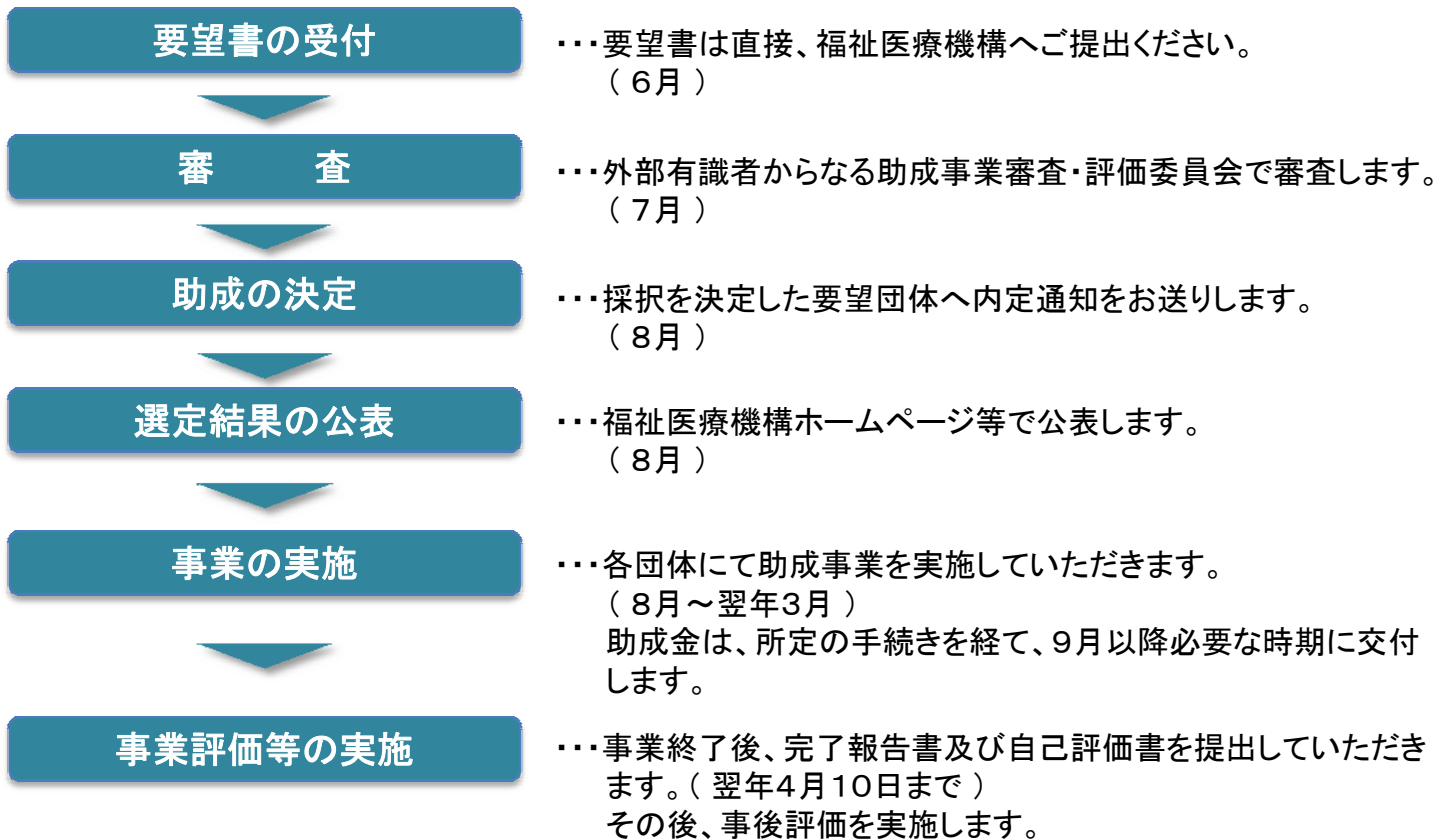 要望書の受付
･･･要望書は直接、福祉医療機構へご提出ください。
（ ６月 ）
審　　　査
･･･外部有識者からなる助成事業審査・評価委員会で審査します。
（ ７月 ）
助成の決定
･･･採択を決定した要望団体へ内定通知をお送りします。
（ ８月 ）
選定結果の公表
･･･福祉医療機構ホームページ等で公表します。
（ ８月 ）
事業の実施
･･･各団体にて助成事業を実施していただきます。
（ ８月～翌年３月 ）
助成金は、所定の手続きを経て、９月以降必要な時期に交付
します。
事業評価等の実施
･･･事業終了後、完了報告書及び自己評価書を提出していただき
ます。（ 翌年４月１０日まで ）
その後、事後評価を実施します。